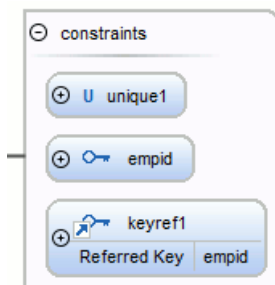 constraints
U unique1
empid
keyref1
Referred Key empid